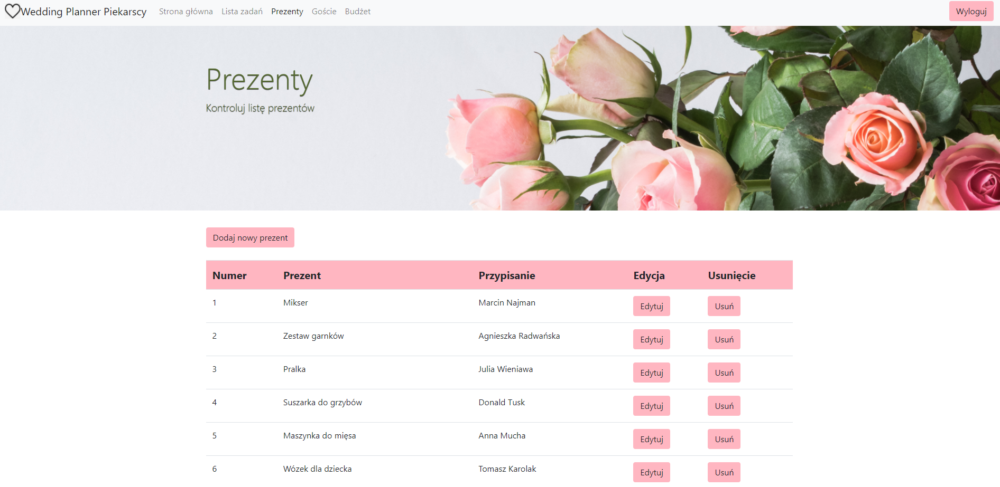 Wedding Planner Piekarscy Strona główna Lista zadań Prezenty Goście Budżet Wyloguj
Prezenty
Kontroluj listę prezentów
Dodaj nowy prezent
Numer Prezent Przypisanie Edycja Usunięcie
1 Mikser Marcin Najman Edytuj Usuń
2 Zestaw garnków Agnieszka Radwańska Edytuj Usuń
3 Pralka Julia Wieniawa Edytuj Usuń
4 Suszarka do grzybów Donald Tusk Edytuj Usuń
5 Maszynka do mięsa Anna Mucha Edytuj Usuń
6 Wózek dla dziecka Tomasz Karolak Edytuj Usuń